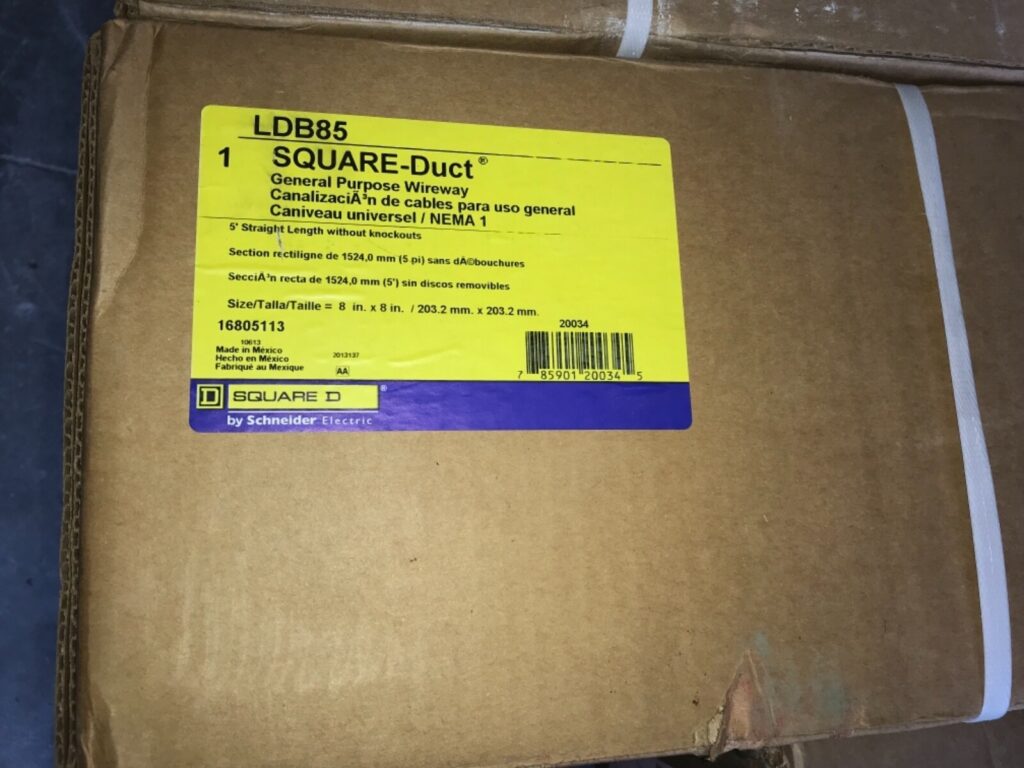 LDB85
1 SQUARE-Duct®
General Purpose Wireway
CanalizaciÃ³n de cables para uso general
Caniveau universel / NEMA 1
5' Straight Length without knockouts
Section rectiligne de 1524,0 mm (5 pi) sans dÃ©bouchures
SecciÃ³n recta de 1524,0 mm (5') sin discos removibles
Size/Talla/Taille = 8 in. x 8 in. / 203.2 mm. x 203.2 mm.
16805113
20034
10613
Made in México
Hecho en México
Fabriqué au Mexique
2013137
AA
7 85901 20034 5
D SQUARE D®
by Schneider Electric